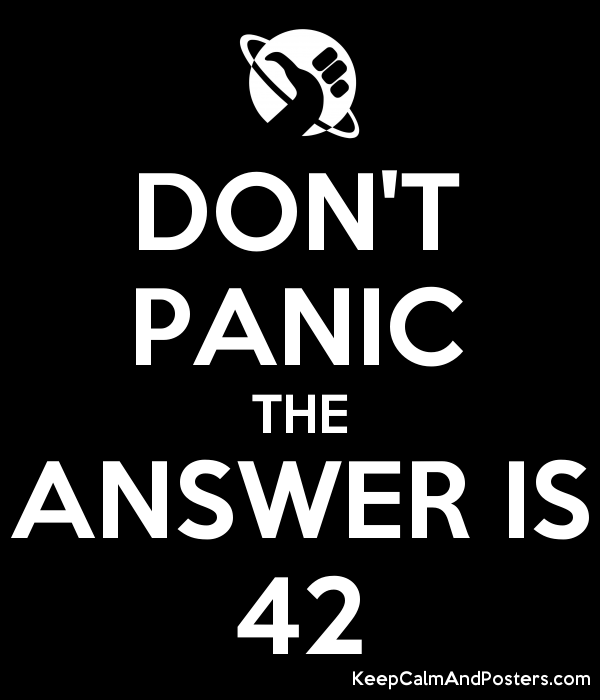 DON'T
PANIC
THE
ANSWER IS
42
KeepCalmAndPosters.com